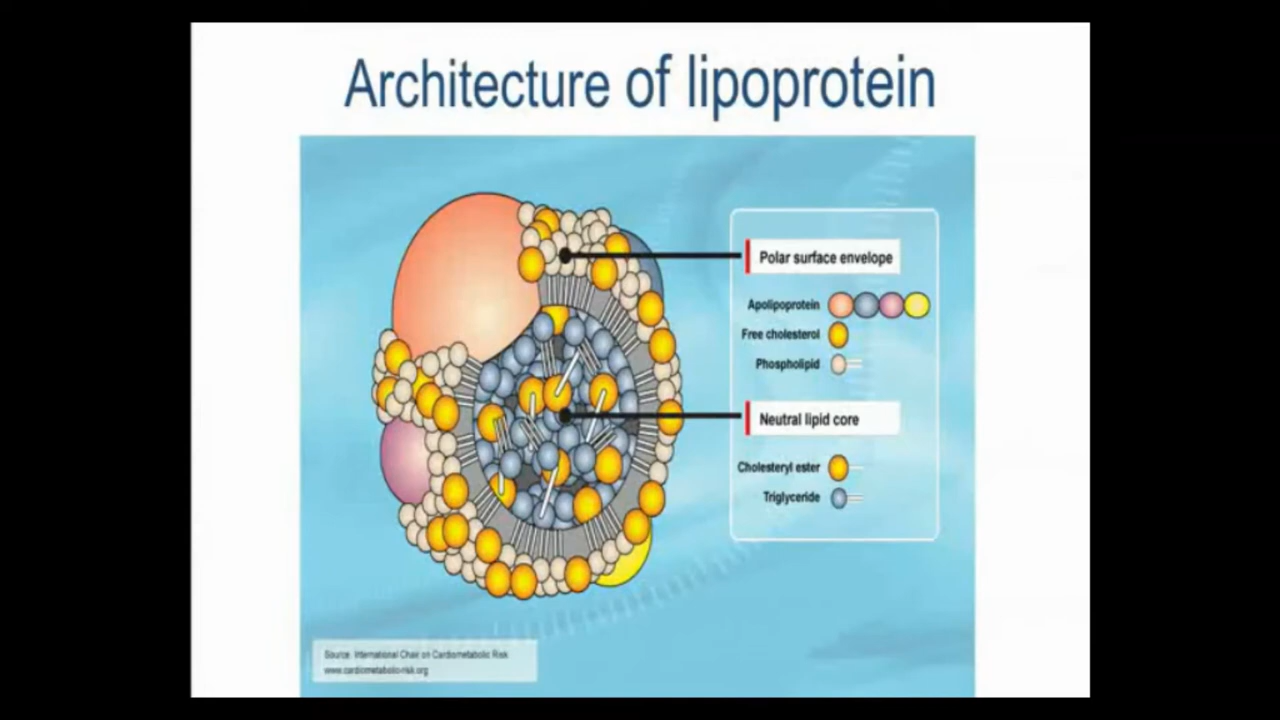 Architecture of lipoprotein
Polar surface envelope
Apolipoprotein
Free cholesterol
Phospholipid
Neutral lipid core
Cholesteryl ester
Triglyceride
Source: International Chair on Cardiometabolic Risk
www.cardiometabolic-risk.org